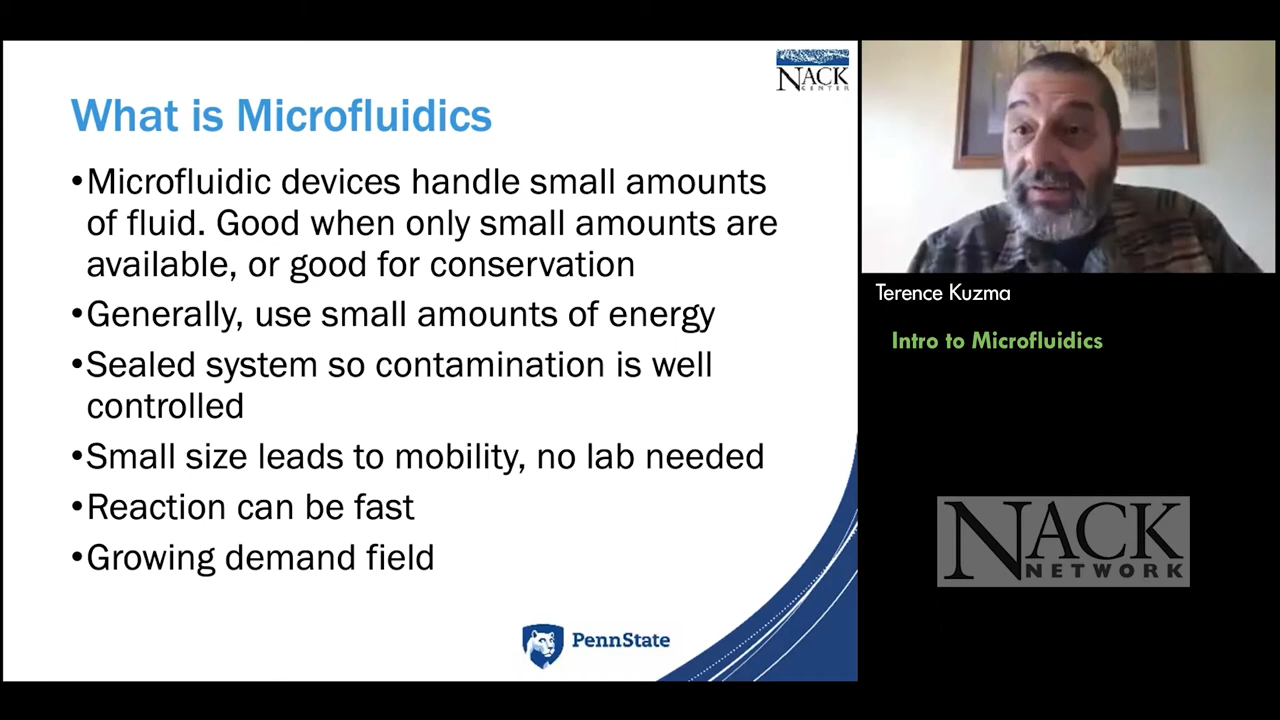 NACK
CENTER
What is Microfluidics
•Microfluidic devices handle small amounts
of fluid. Good when only small amounts are
available, or good for conservation
•Generally, use small amounts of energy
•Sealed system so contamination is well
controlled
•Small size leads to mobility, no lab needed
•Reaction can be fast
•Growing demand field
PennState
Terence Kuzma
Intro to Microfluidics
NACK
NETWORK